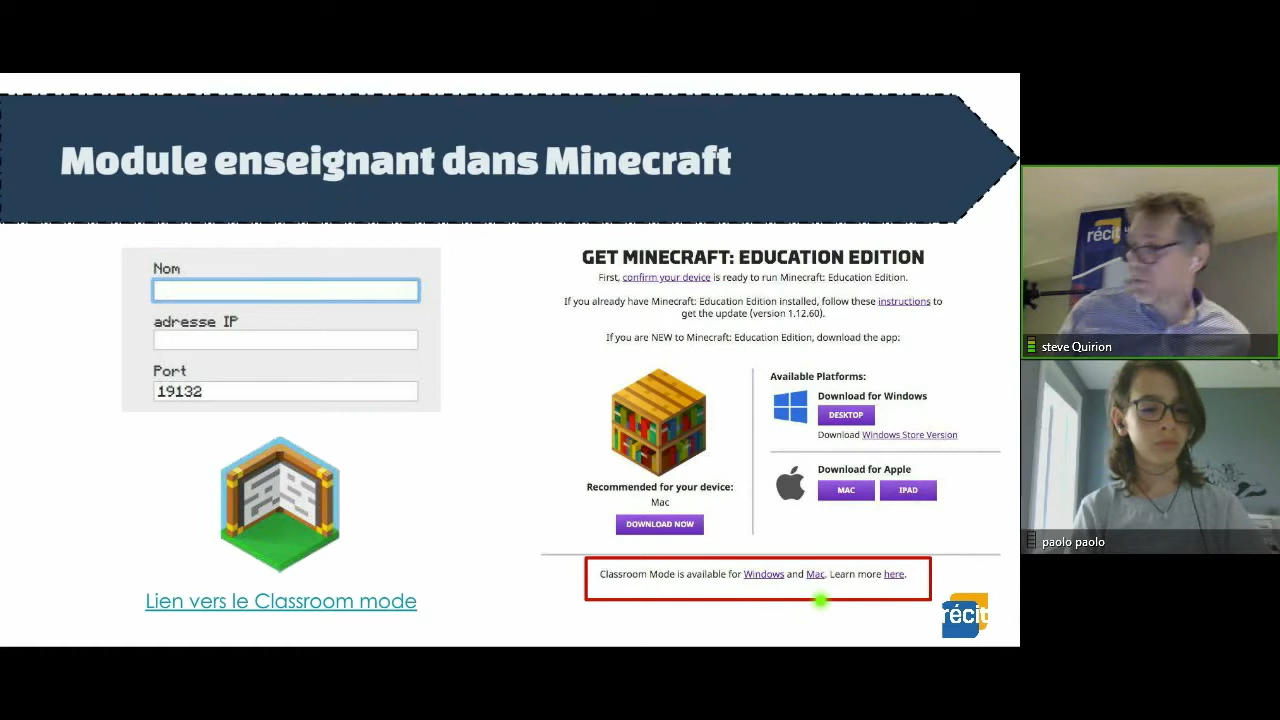 Module enseignant dans Minecraft
Nom
adresse IP
Port
19132
Lien vers le Classroom mode
GET MINECRAFT: EDUCATION EDITION
First, confirm your device is ready to run Minecraft: Education Edition.
If you already have Minecraft: Education Edition installed, follow these instructions to
get the update (version 1.12.60).
If you are NEW to Minecraft: Education Edition, download the app:
Recommended for your device:
Mac
DOWNLOAD NOW
Available Platforms:
Download for Windows
DESKTOP
Download Windows Store Version
Download for Apple
MAC IPAD
Classroom Mode is available for Windows and Mac. Learn more here.
récit
récit
steve Quirion
paolo paolo